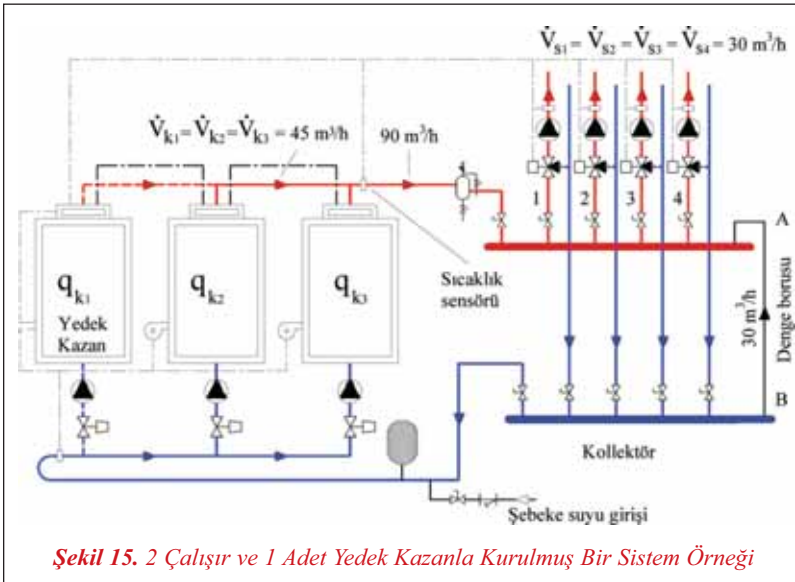 V̇s1 = V̇s2 = V̇s3 = V̇s4 = 30 m³/h
V̇k1 = V̇k2 = V̇k3 = 45 m³/h
90 m³/h
1
2
3
4
A
qk1
Yedek
Kazan
qk2
qk3
Sıcaklık
sensörü
30 m³/h
Denge borusu
B
Kollektör
Şebeke suyu girişi
Şekil 15. 2 Çalışır ve 1 Adet Yedek Kazanla Kurulmuş Bir Sistem Örneği